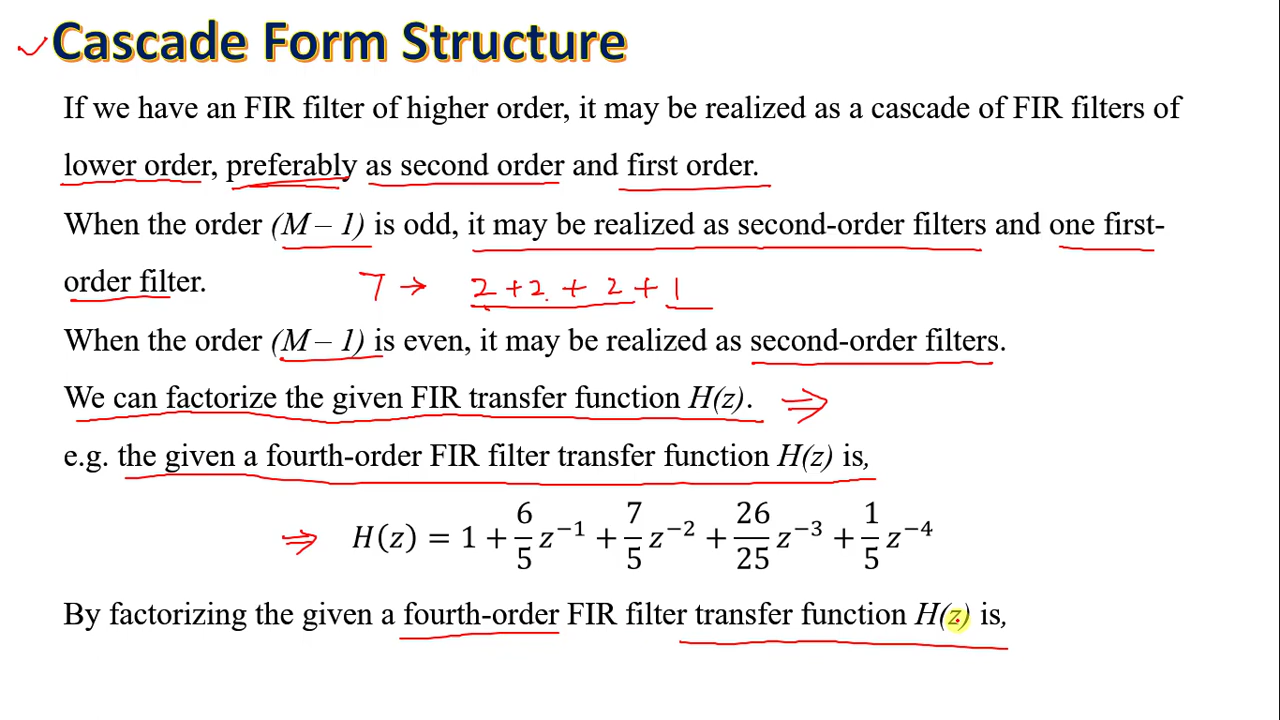 Cascade Form Structure
If we have an FIR filter of higher order, it may be realized as a cascade of FIR filters of
lower order, preferably as second order and first order.
When the order (M – 1) is odd, it may be realized as second-order filters and one first-
order filter.
7 → 2 + 2 + 2 + 1
When the order (M – 1) is even, it may be realized as second-order filters.
We can factorize the given FIR transfer function H(z). ⇒
e.g. the given a fourth-order FIR filter transfer function H(z) is,
⇒ H(z) = 1 + 6/5 z⁻¹ + 7/5 z⁻² + 26/25 z⁻³ + 1/5 z⁻⁴
By factorizing the given a fourth-order FIR filter transfer function H(z) is,